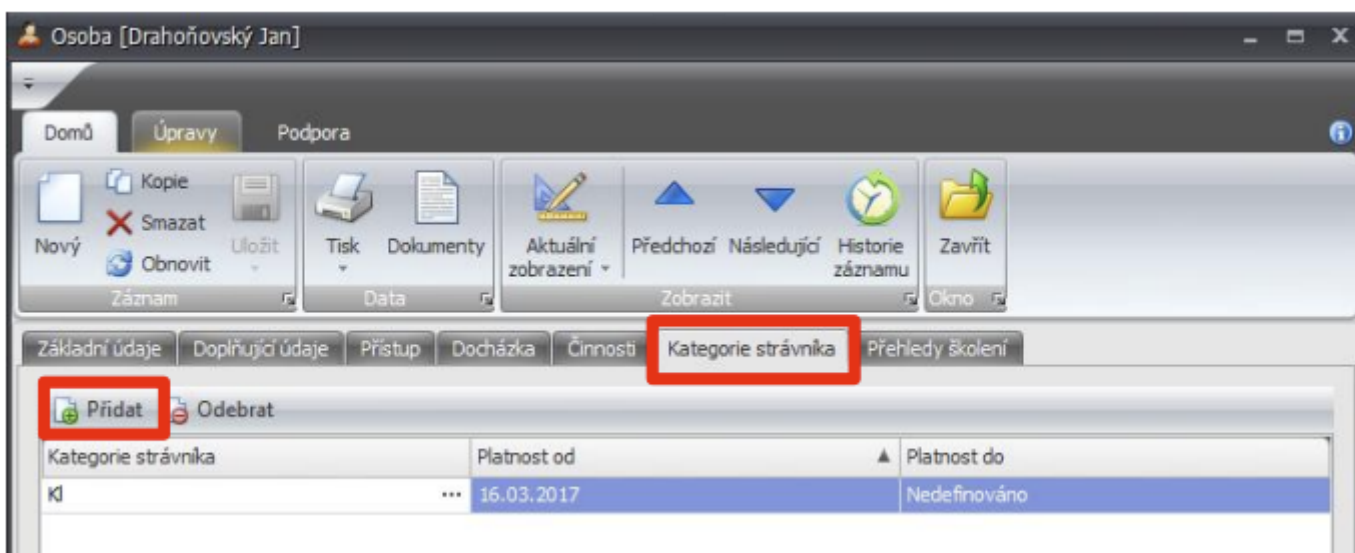 Osoba [Drahoňovský Jan]
Domů Úpravy Podpora
Nový Kopie Smazat Obnovit Uložit Tisk Dokumenty Aktuální zobrazení Předchozí Následující Historie záznamu Zavřít
Záznam Data Zobrazit Okno
Základní údaje Doplňující údaje Přístup Docházka Činnosti Kategorie strávníka Přehledy školení
Přidat Odebrat
Kategorie strávníka Platnost od Platnost do
Kl ... 16.03.2017 Nedefinováno